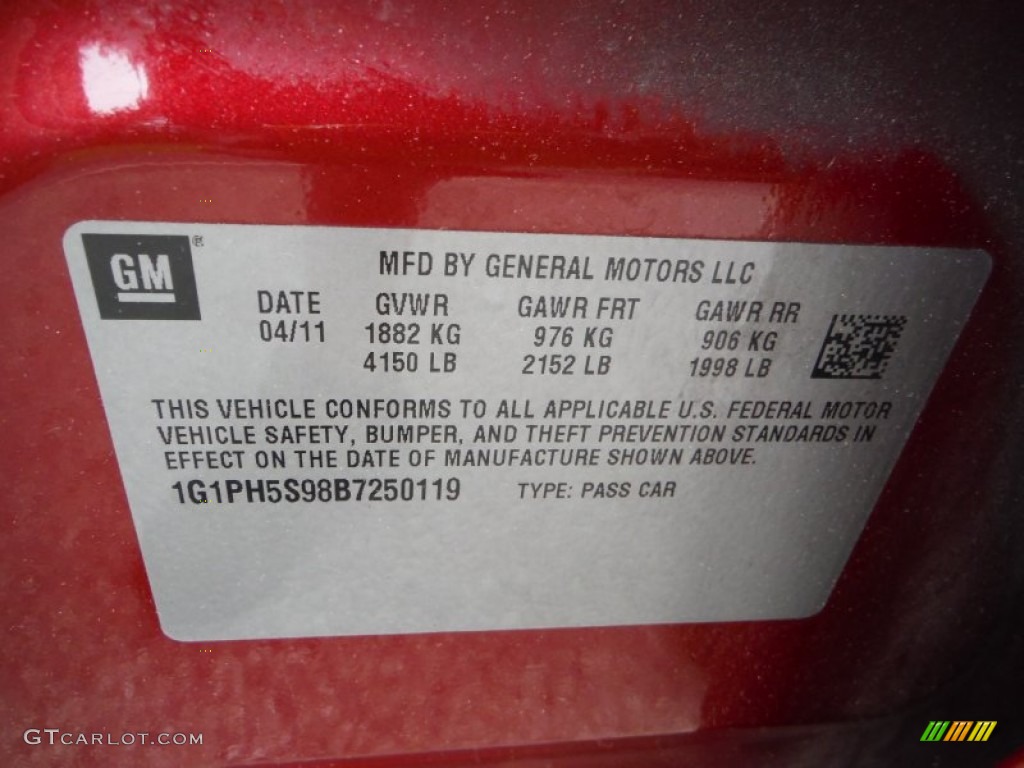 GM ®
MFD BY GENERAL MOTORS LLC
DATE GVWR GAWR FRT GAWR RR
04/11 1882 KG 976 KG 906 KG
4150 LB 2152 LB 1998 LB
THIS VEHICLE CONFORMS TO ALL APPLICABLE U.S. FEDERAL MOTOR
VEHICLE SAFETY, BUMPER, AND THEFT PREVENTION STANDARDS IN
EFFECT ON THE DATE OF MANUFACTURE SHOWN ABOVE.
1G1PH5S98B7250119 TYPE: PASS CAR
GTCARLOT.COM